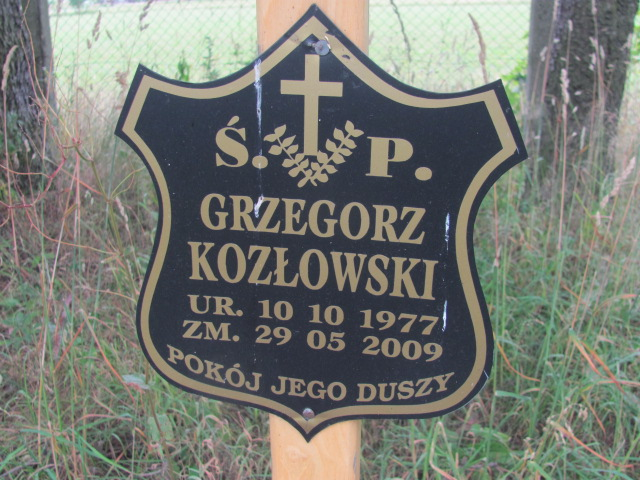 Ś. P.
GRZEGORZ
KOZŁOWSKI
UR. 10 10 1977
ZM. 29 05 2009
POKÓJ JEGO DUSZY